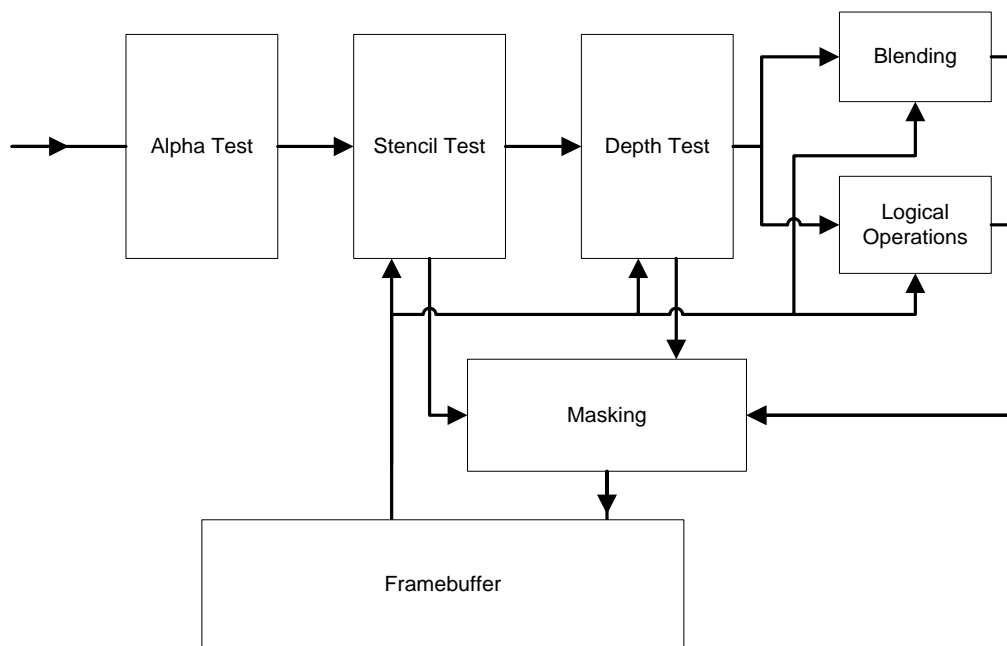 Alpha Test
Stencil Test
Depth Test
Blending
Logical
Operations
Masking
Framebuffer